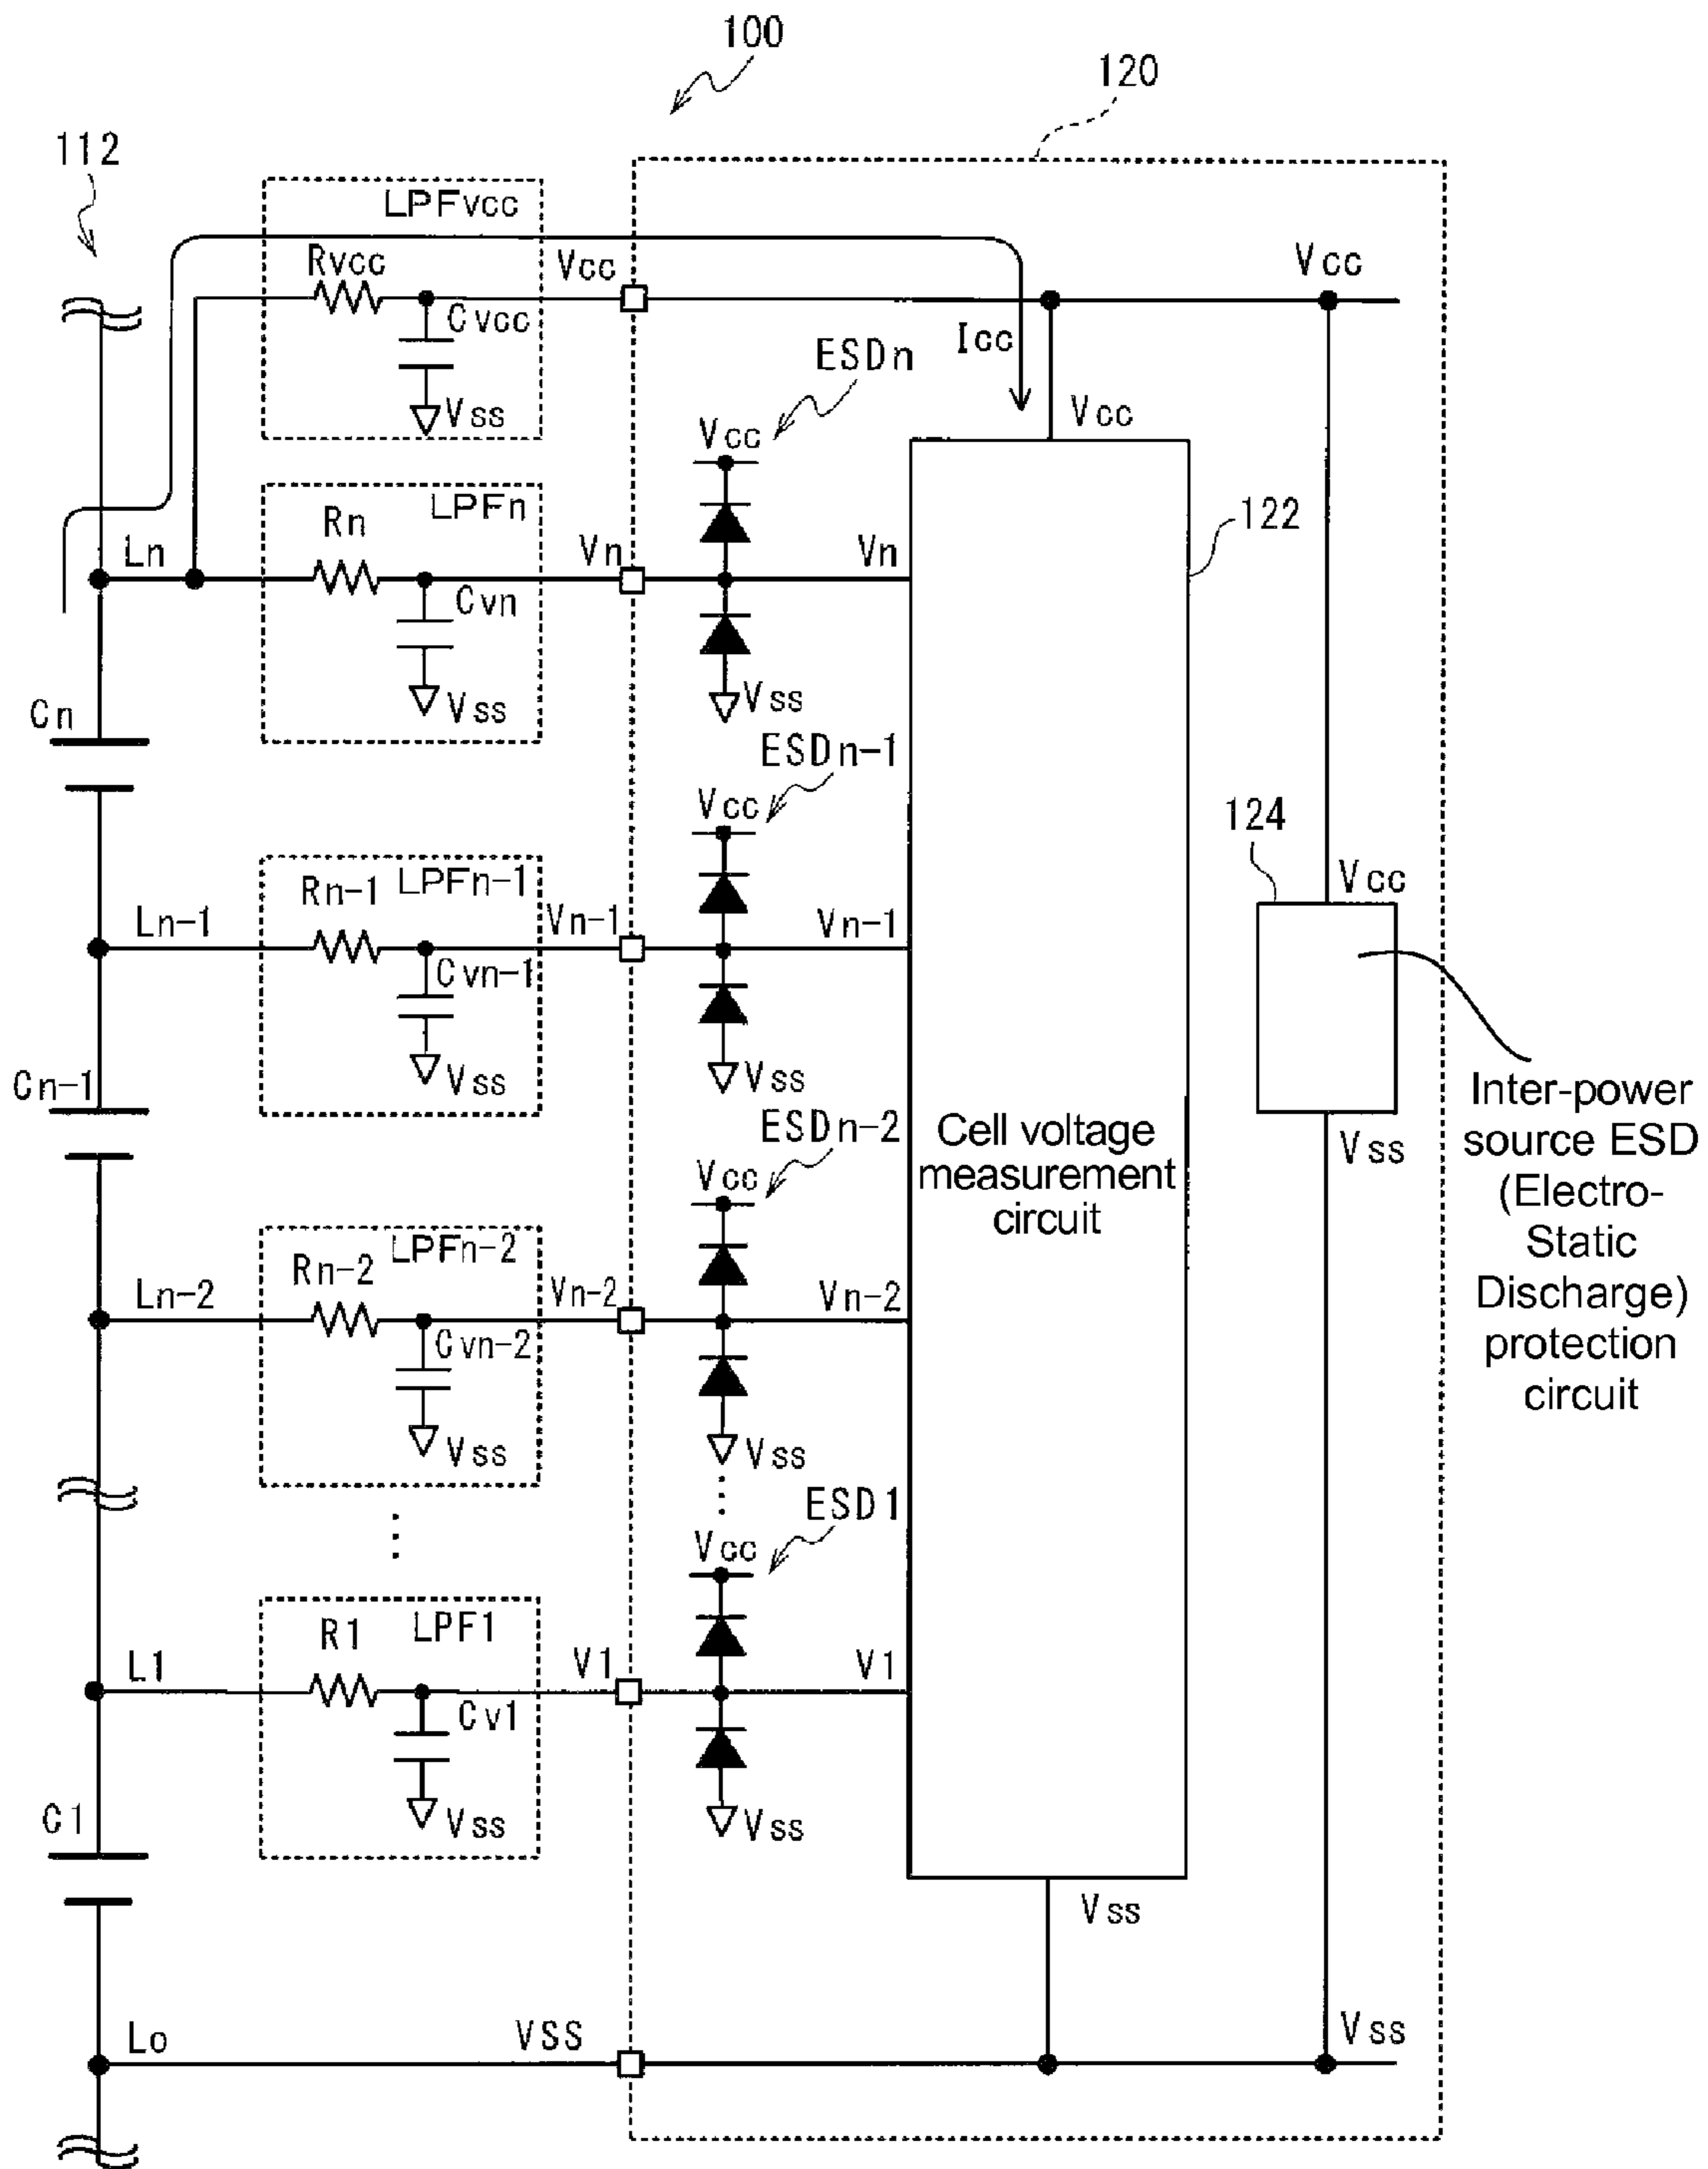 100
120
112
LPFvcc
Rvcc
Vcc
Vcc
Cvcc
Icc
ESDn
Vss
Vcc
Vcc
LPFn
Rn
122
Ln
Vn
Vn
Cvn
Vss
Vss
Cn
ESDn-1
Vcc
124
LPFn-1
Rn-1
Vcc
Ln-1
Vn-1
Vn-1
Cvn-1
Vss
Vss
Cn-1
Inter-power
source ESD
(Electro-
Static
Discharge)
protection
circuit
ESDn-2
Cell voltage
measurement
circuit
Vss
Vcc
LPFn-2
Rn-2
Ln-2
Vn-2
Vn-2
Cvn-2
Vss
Vss
ESD1
Vcc
LPF1
R1
L1
V1
V1
Cv1
Vss
Vss
C1
Vss
Lo
VSS
Vss